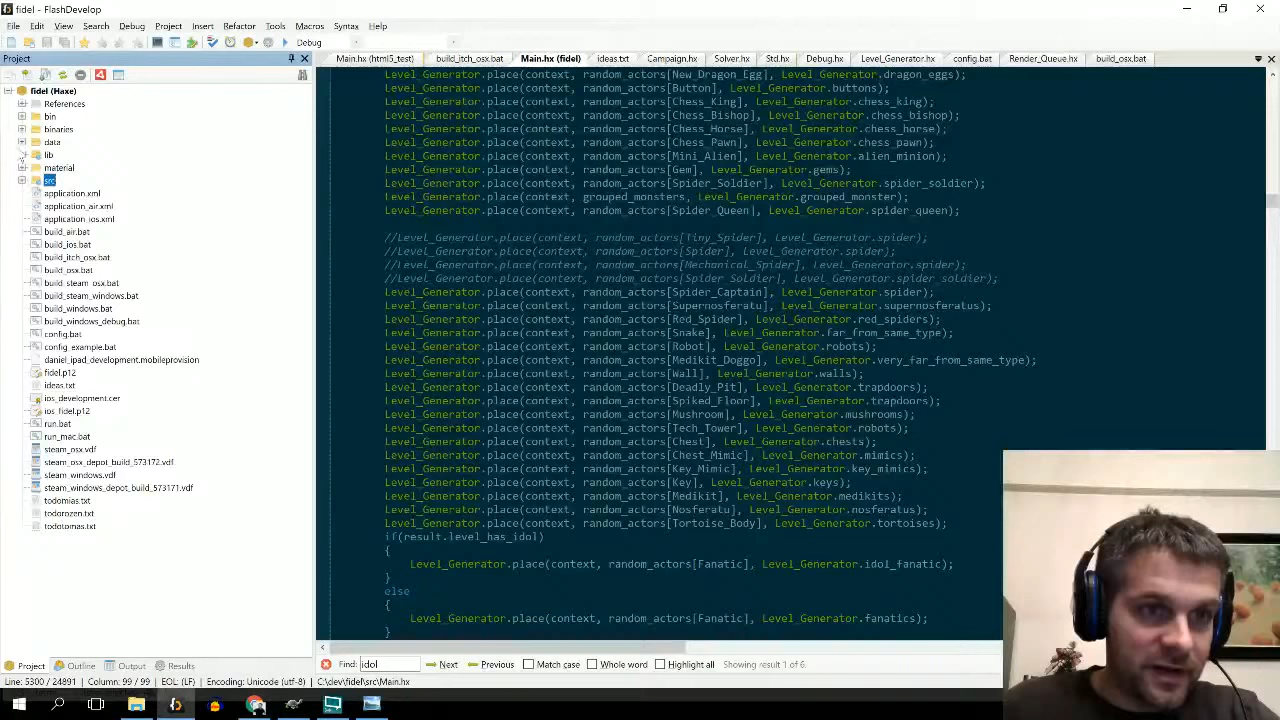 fidel - FlashDevelop
File Edit View Search Debug Project Insert Refactor Tools Macros Syntax Help
Debug
Project
Main.hx (html5_test) build_itch_osx.bat Main.hx (fidel) ideas.txt Campaign.hx Solver.hx Std.hx Debug.hx Level_Generator.hx config.bat Render_Queue.hx build_osx.bat
fidel (Haxe)
References
bin
binaries
data
lib
material
src
application.xml
application_air.xml
application_ios.xml
build_air.bat
build_ios.bat
build_itch_osx.bat
build_osx.bat
build_steam_osx.bat
build_steam_windows.bat
build_windows.bat
build_windows_debug.bat
config.bat
config_example.bat
daniel_ipad_development.mobileprovision
fidel.p12
ideas.txt
ios_development.cer
ios_fidel.p12
run.bat
run_mac.bat
steam_osx.vdf
steam_osx_depot_build_573172.vdf
steam_windows.vdf
steam_windows_depot_build_573171.vdf
todomias.txt
todorozen.txt
todotomas.txt
Project Outline Output Results
Level_Generator.place(context, random_actors[New_Dragon_Egg], Level_Generator.dragon_eggs);
Level_Generator.place(context, random_actors[Button], Level_Generator.buttons);
Level_Generator.place(context, random_actors[Chess_King], Level_Generator.chess_king);
Level_Generator.place(context, random_actors[Chess_Bishop], Level_Generator.chess_bishop);
Level_Generator.place(context, random_actors[Chess_Horse], Level_Generator.chess_horse);
Level_Generator.place(context, random_actors[Chess_Pawn], Level_Generator.chess_pawn);
Level_Generator.place(context, random_actors[Mini_Alien], Level_Generator.alien_minion);
Level_Generator.place(context, random_actors[Gem], Level_Generator.gems);
Level_Generator.place(context, random_actors[Spider_Soldier], Level_Generator.spider_soldier);
Level_Generator.place(context, grouped_monsters, Level_Generator.grouped_monster);
Level_Generator.place(context, random_actors[Spider_Queen], Level_Generator.spider_queen);
//Level_Generator.place(context, random_actors[Tiny_Spider], Level_Generator.spider);
//Level_Generator.place(context, random_actors[Spider], Level_Generator.spider);
//Level_Generator.place(context, random_actors[Mechanical_Spider], Level_Generator.spider);
//Level_Generator.place(context, random_actors[Spider_Soldier], Level_Generator.spider_soldier);
Level_Generator.place(context, random_actors[Spider_Captain], Level_Generator.spider);
Level_Generator.place(context, random_actors[Supernosferatu], Level_Generator.supernosferatus);
Level_Generator.place(context, random_actors[Red_Spider], Level_Generator.red_spiders);
Level_Generator.place(context, random_actors[Snake], Level_Generator.far_from_same_type);
Level_Generator.place(context, random_actors[Robot], Level_Generator.robots);
Level_Generator.place(context, random_actors[Medikit_Doggo], Level_Generator.very_far_from_same_type);
Level_Generator.place(context, random_actors[Wall], Level_Generator.walls);
Level_Generator.place(context, random_actors[Deadly_Pit], Level_Generator.trapdoors);
Level_Generator.place(context, random_actors[Spiked_Floor], Level_Generator.trapdoors);
Level_Generator.place(context, random_actors[Mushroom], Level_Generator.mushrooms);
Level_Generator.place(context, random_actors[Tech_Tower], Level_Generator.robots);
Level_Generator.place(context, random_actors[Chest], Level_Generator.chests);
Level_Generator.place(context, random_actors[Chest_Mimic], Level_Generator.mimics);
Level_Generator.place(context, random_actors[Key_Mimic], Level_Generator.key_mimics);
Level_Generator.place(context, random_actors[Key], Level_Generator.keys);
Level_Generator.place(context, random_actors[Medikit], Level_Generator.medikits);
Level_Generator.place(context, random_actors[Nosferatu], Level_Generator.nosferatus);
Level_Generator.place(context, random_actors[Tortoise_Body], Level_Generator.tortoises);
if(result.level_has_idol)
{
Level_Generator.place(context, random_actors[Fanatic], Level_Generator.idol_fanatic);
}
else
{
Level_Generator.place(context, random_actors[Fanatic], Level_Generator.fanatics);
}
Find: idol Next Previous Match case Whole word Highlight all Showing result 1 of 6.
Line: 5300 / 24891 Column: 99 / 99 EOL: (LF) Encoding: Unicode (utf-8) C:\dev\fidel\src\Main.hx